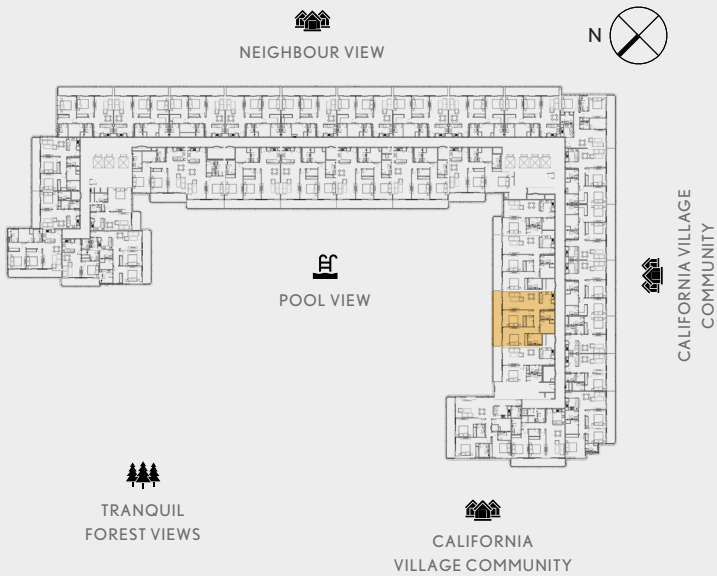 NEIGHBOUR VIEW
N
POOL VIEW
CALIFORNIA VILLAGE
COMMUNITY
TRANQUIL
FOREST VIEWS
CALIFORNIA
VILLAGE COMMUNITY